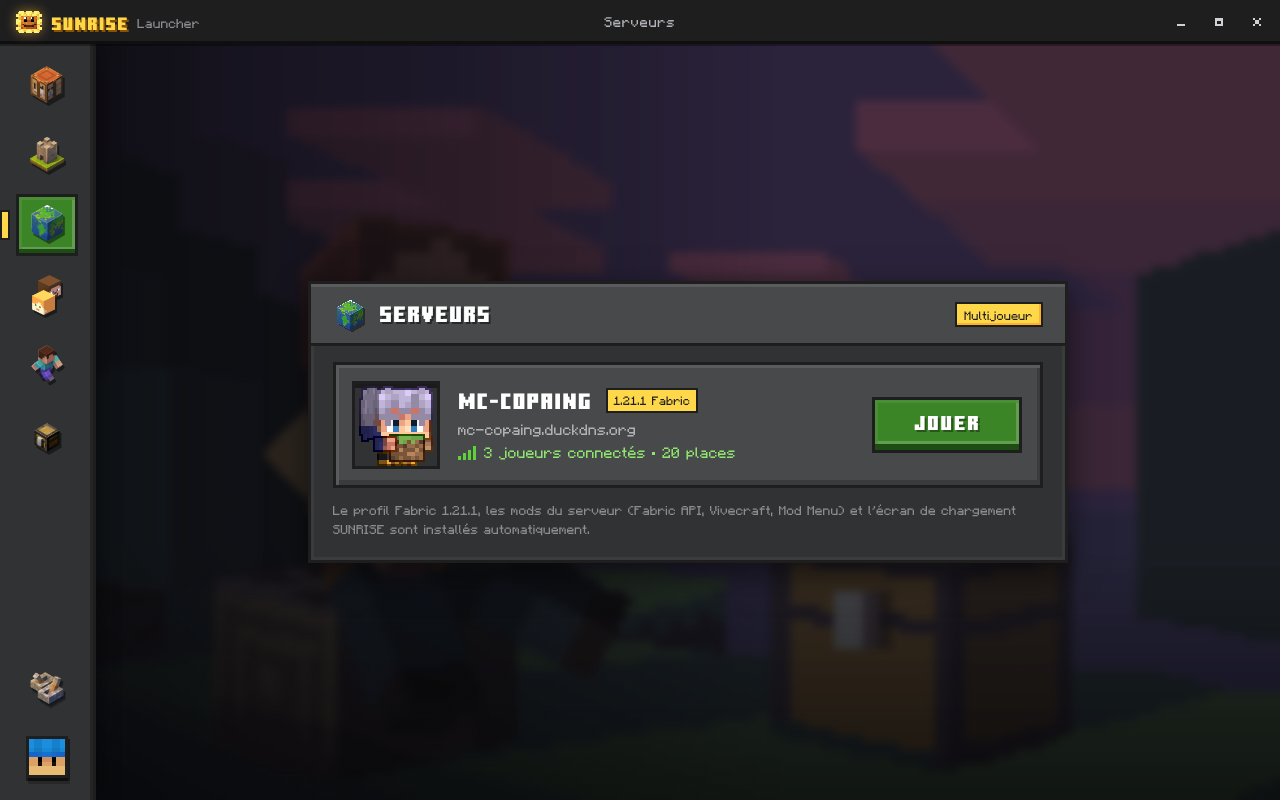 SUNRISE Launcher
Serveurs
SERVEURS
Multijoueur
MC-COPAING
1.21.1 Fabric
mc-copaing.duckdns.org
3 joueurs connectés • 20 places
JOUER
Le profil Fabric 1.21.1, les mods du serveur (Fabric API, Vivecraft, Mod Menu) et l'écran de chargement
SUNRISE sont installés automatiquement.